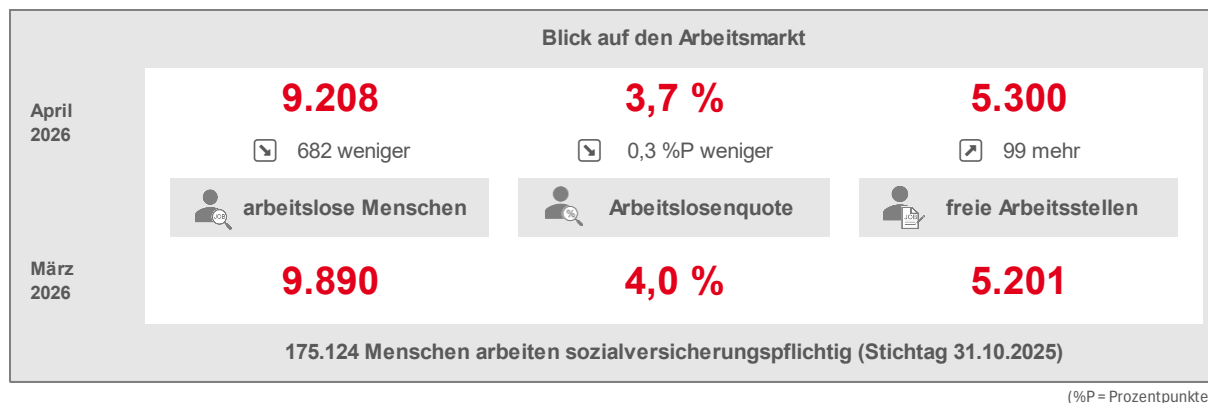 Blick auf den Arbeitsmarkt
April
2026
9.208
3,7 %
5.300
682 weniger
0,3 %P weniger
99 mehr
JOB
arbeitslose Menschen
%
Arbeitslosenquote
JOB
freie Arbeitsstellen
März
2026
9.890
4,0 %
5.201
175.124 Menschen arbeiten sozialversicherungspflichtig (Stichtag 31.10.2025)
(%P = Prozentpunkte